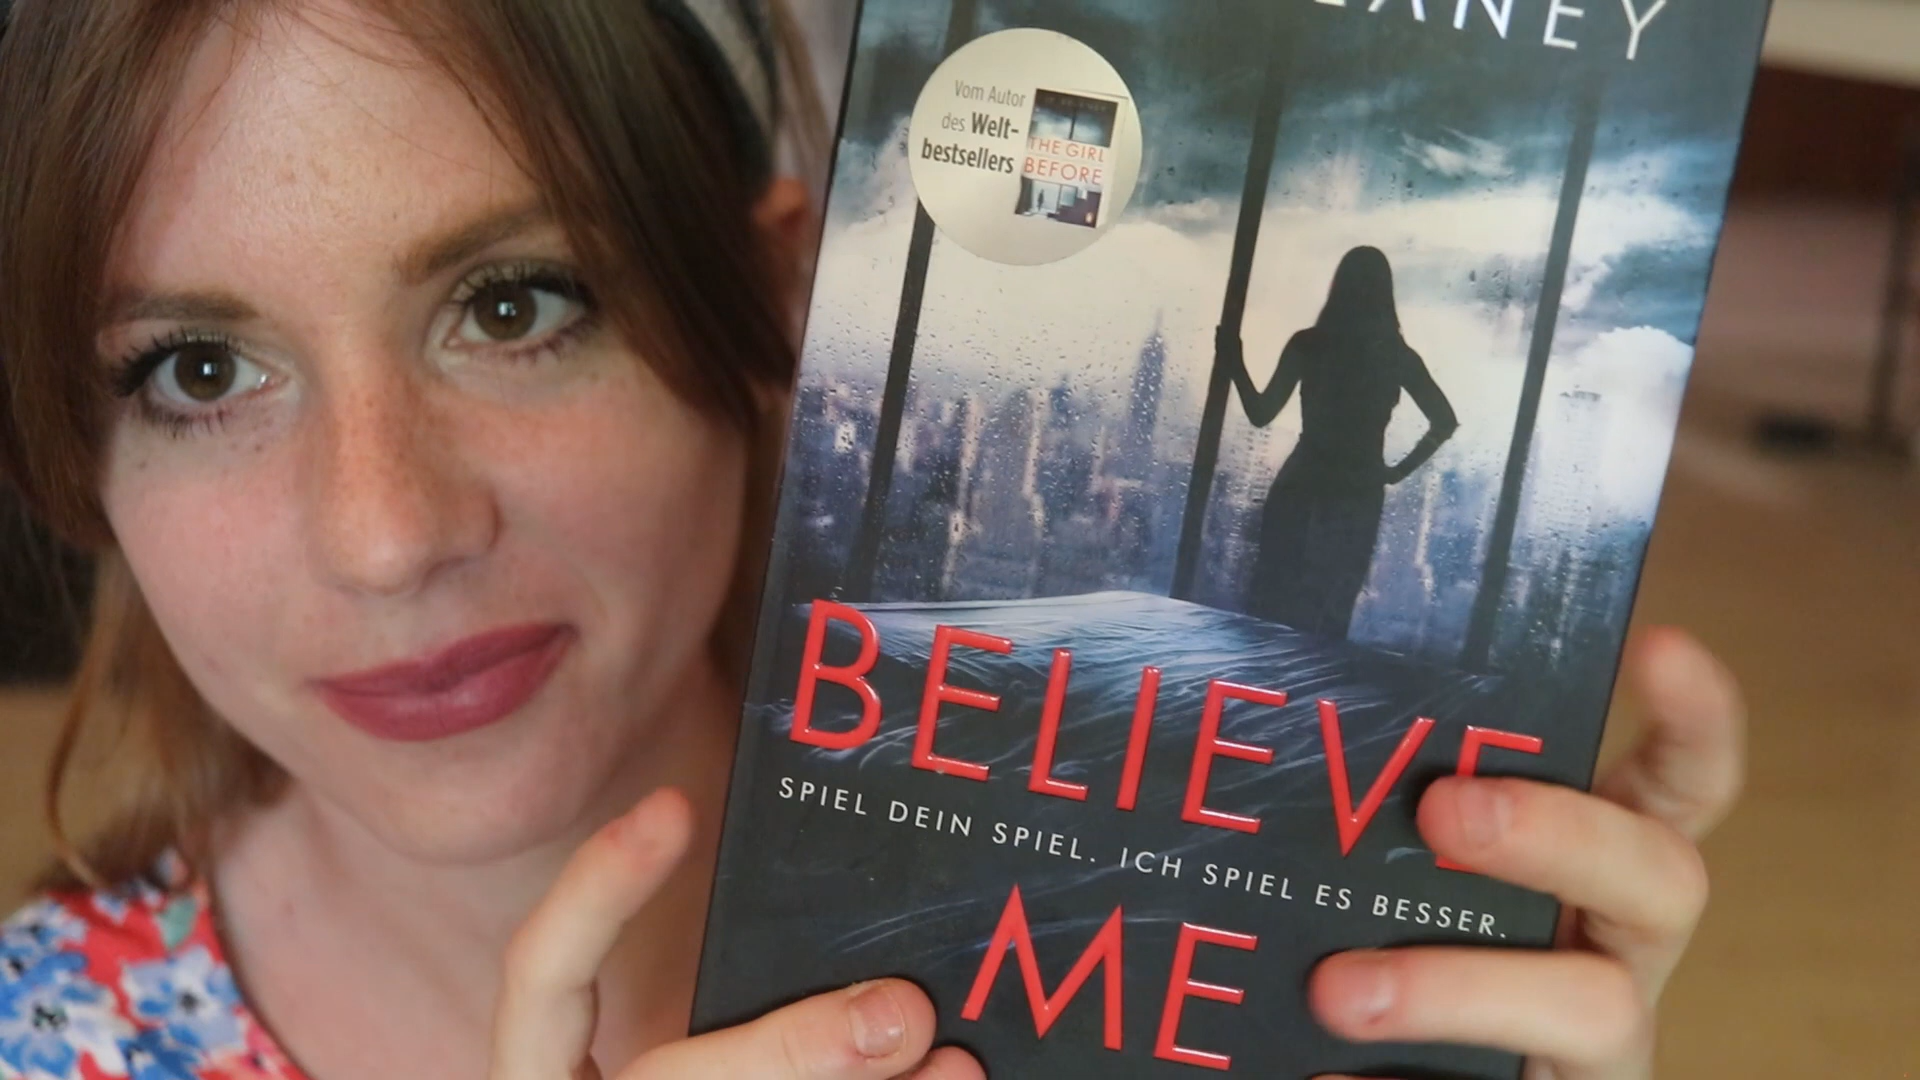 Vom Autor
des Welt-
bestsellers
THE GIRL
BEFORE
BELIEVE
SPIEL DEIN SPIEL. ICH SPIEL ES BESSER.
ME